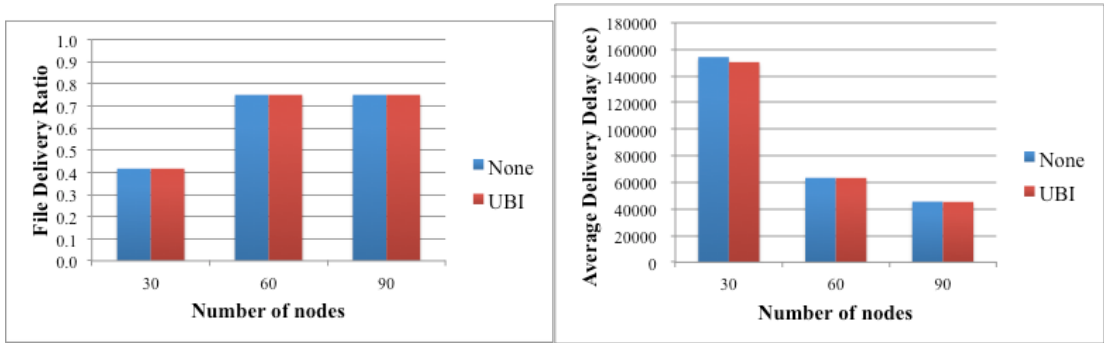 File Delivery Ratio
1.0
0.9
0.8
0.7
0.6
0.5
0.4
0.3
0.2
0.1
0.0
30 60 90
Number of nodes
None
UBI
Average Delivery Delay (sec)
180000
160000
140000
120000
100000
80000
60000
40000
20000
0
30 60 90
Number of nodes
None
UBI